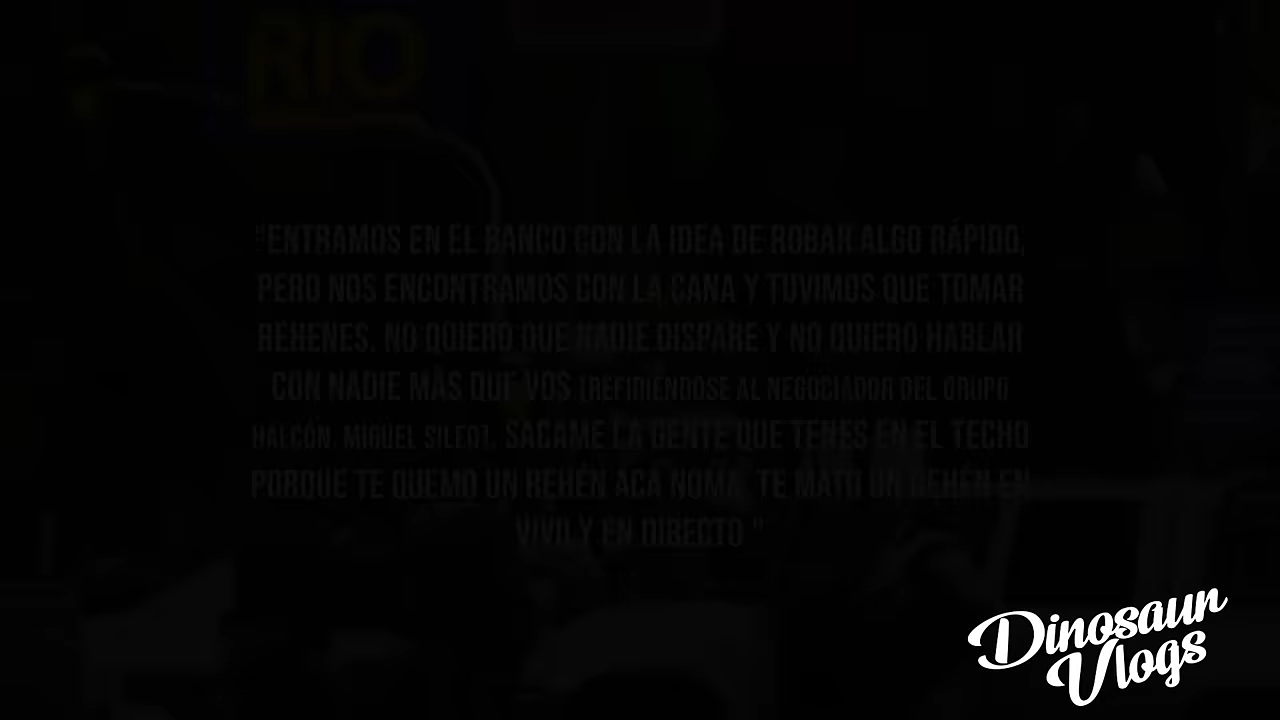 RIO
"ENTRAMOS EN EL BANCO CON LA IDEA DE ROBAR ALGO RÁPIDO,
PERO NOS ENCONTRAMOS CON LA CANA Y TUVIMOS QUE TOMAR
REHENES. NO QUIERO QUE NADIE DISPARE Y NO QUIERO HABLAR
CON NADIE MÁS QUE VOS (REFIRIÉNDOSE AL NEGOCIADOR DEL GRUPO
HALCÓN, MIGUEL SILEO). SACAME LA GENTE QUE TENES EN EL TECHO
PORQUE TE QUEMO UN REHÉN ACÁ NOMÁ. TE MATO UN REHÉN EN
VIVO Y EN DIRECTO."
Dinosaur
Vlogs